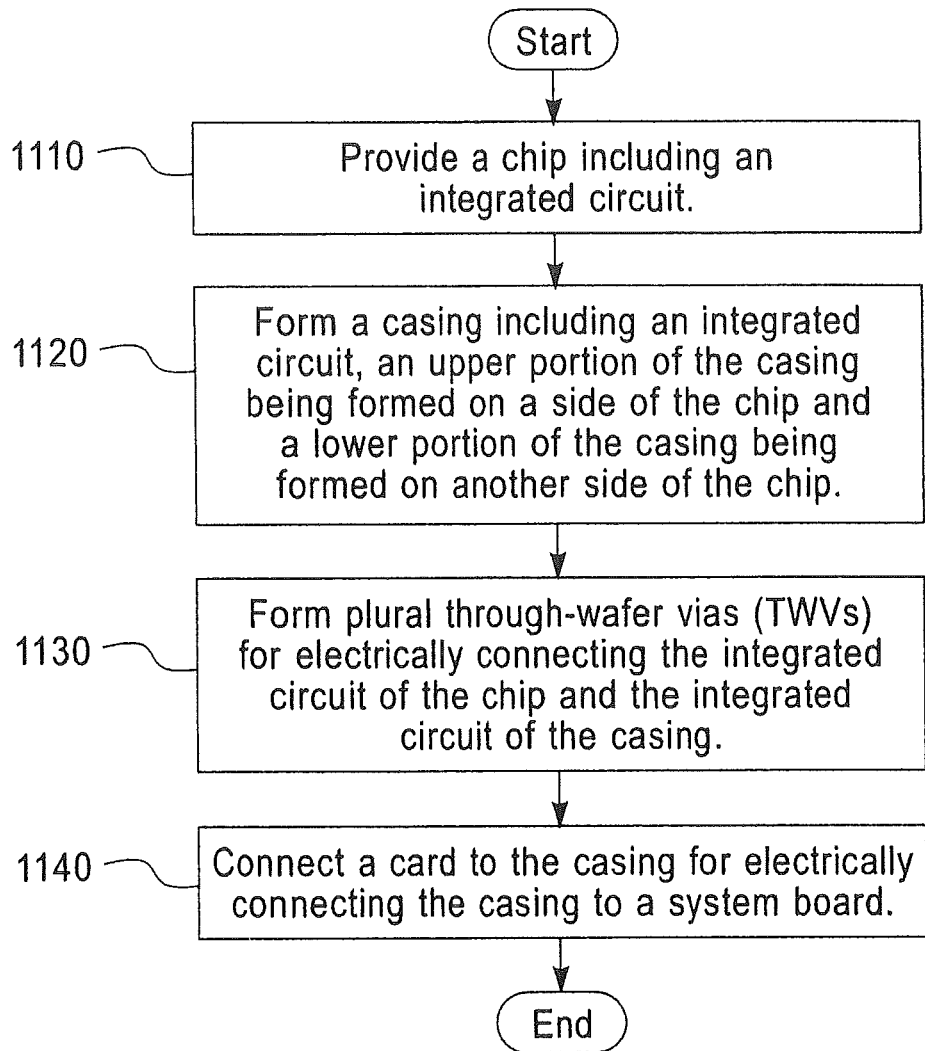 Start
1110
Provide a chip including an
integrated circuit.
1120
Form a casing including an integrated
circuit, an upper portion of the casing
being formed on a side of the chip and
a lower portion of the casing being
formed on another side of the chip.
1130
Form plural through-wafer vias (TWVs)
for electrically connecting the integrated
circuit of the chip and the integrated
circuit of the casing.
1140
Connect a card to the casing for electrically
connecting the casing to a system board.
End